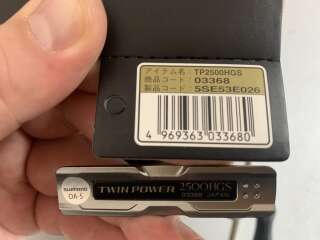 アイテム名：TP2500HGS
商品コード：03368
製品コード：5SE53E026
4 969363 033680
SHIMANO
OA-S
TWIN POWER 2500HGS
03368 JAPAN